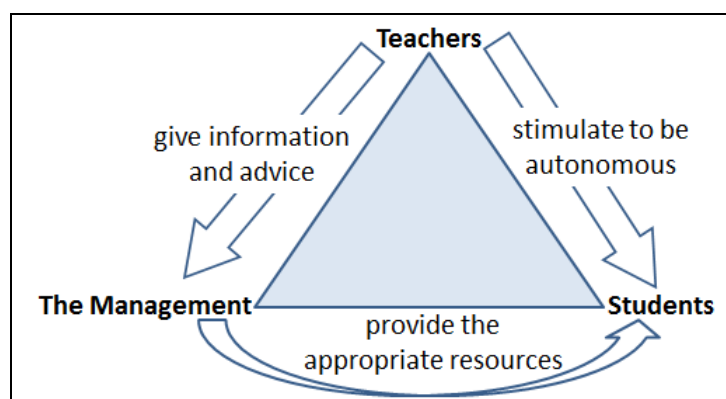 Teachers
give information
and advice
stimulate to be
autonomous
The Management
Students
provide the
appropriate resources